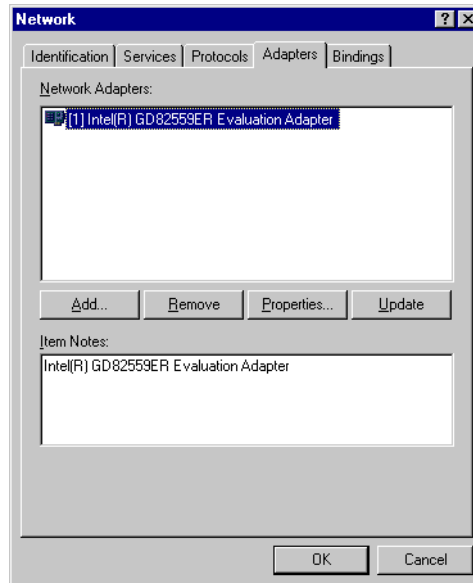 Network
Identification Services Protocols Adapters Bindings
Network Adapters:
[1] Intel(R) GD82559ER Evaluation Adapter
Add... Remove Properties... Update
Item Notes:
Intel(R) GD82559ER Evaluation Adapter
OK Cancel